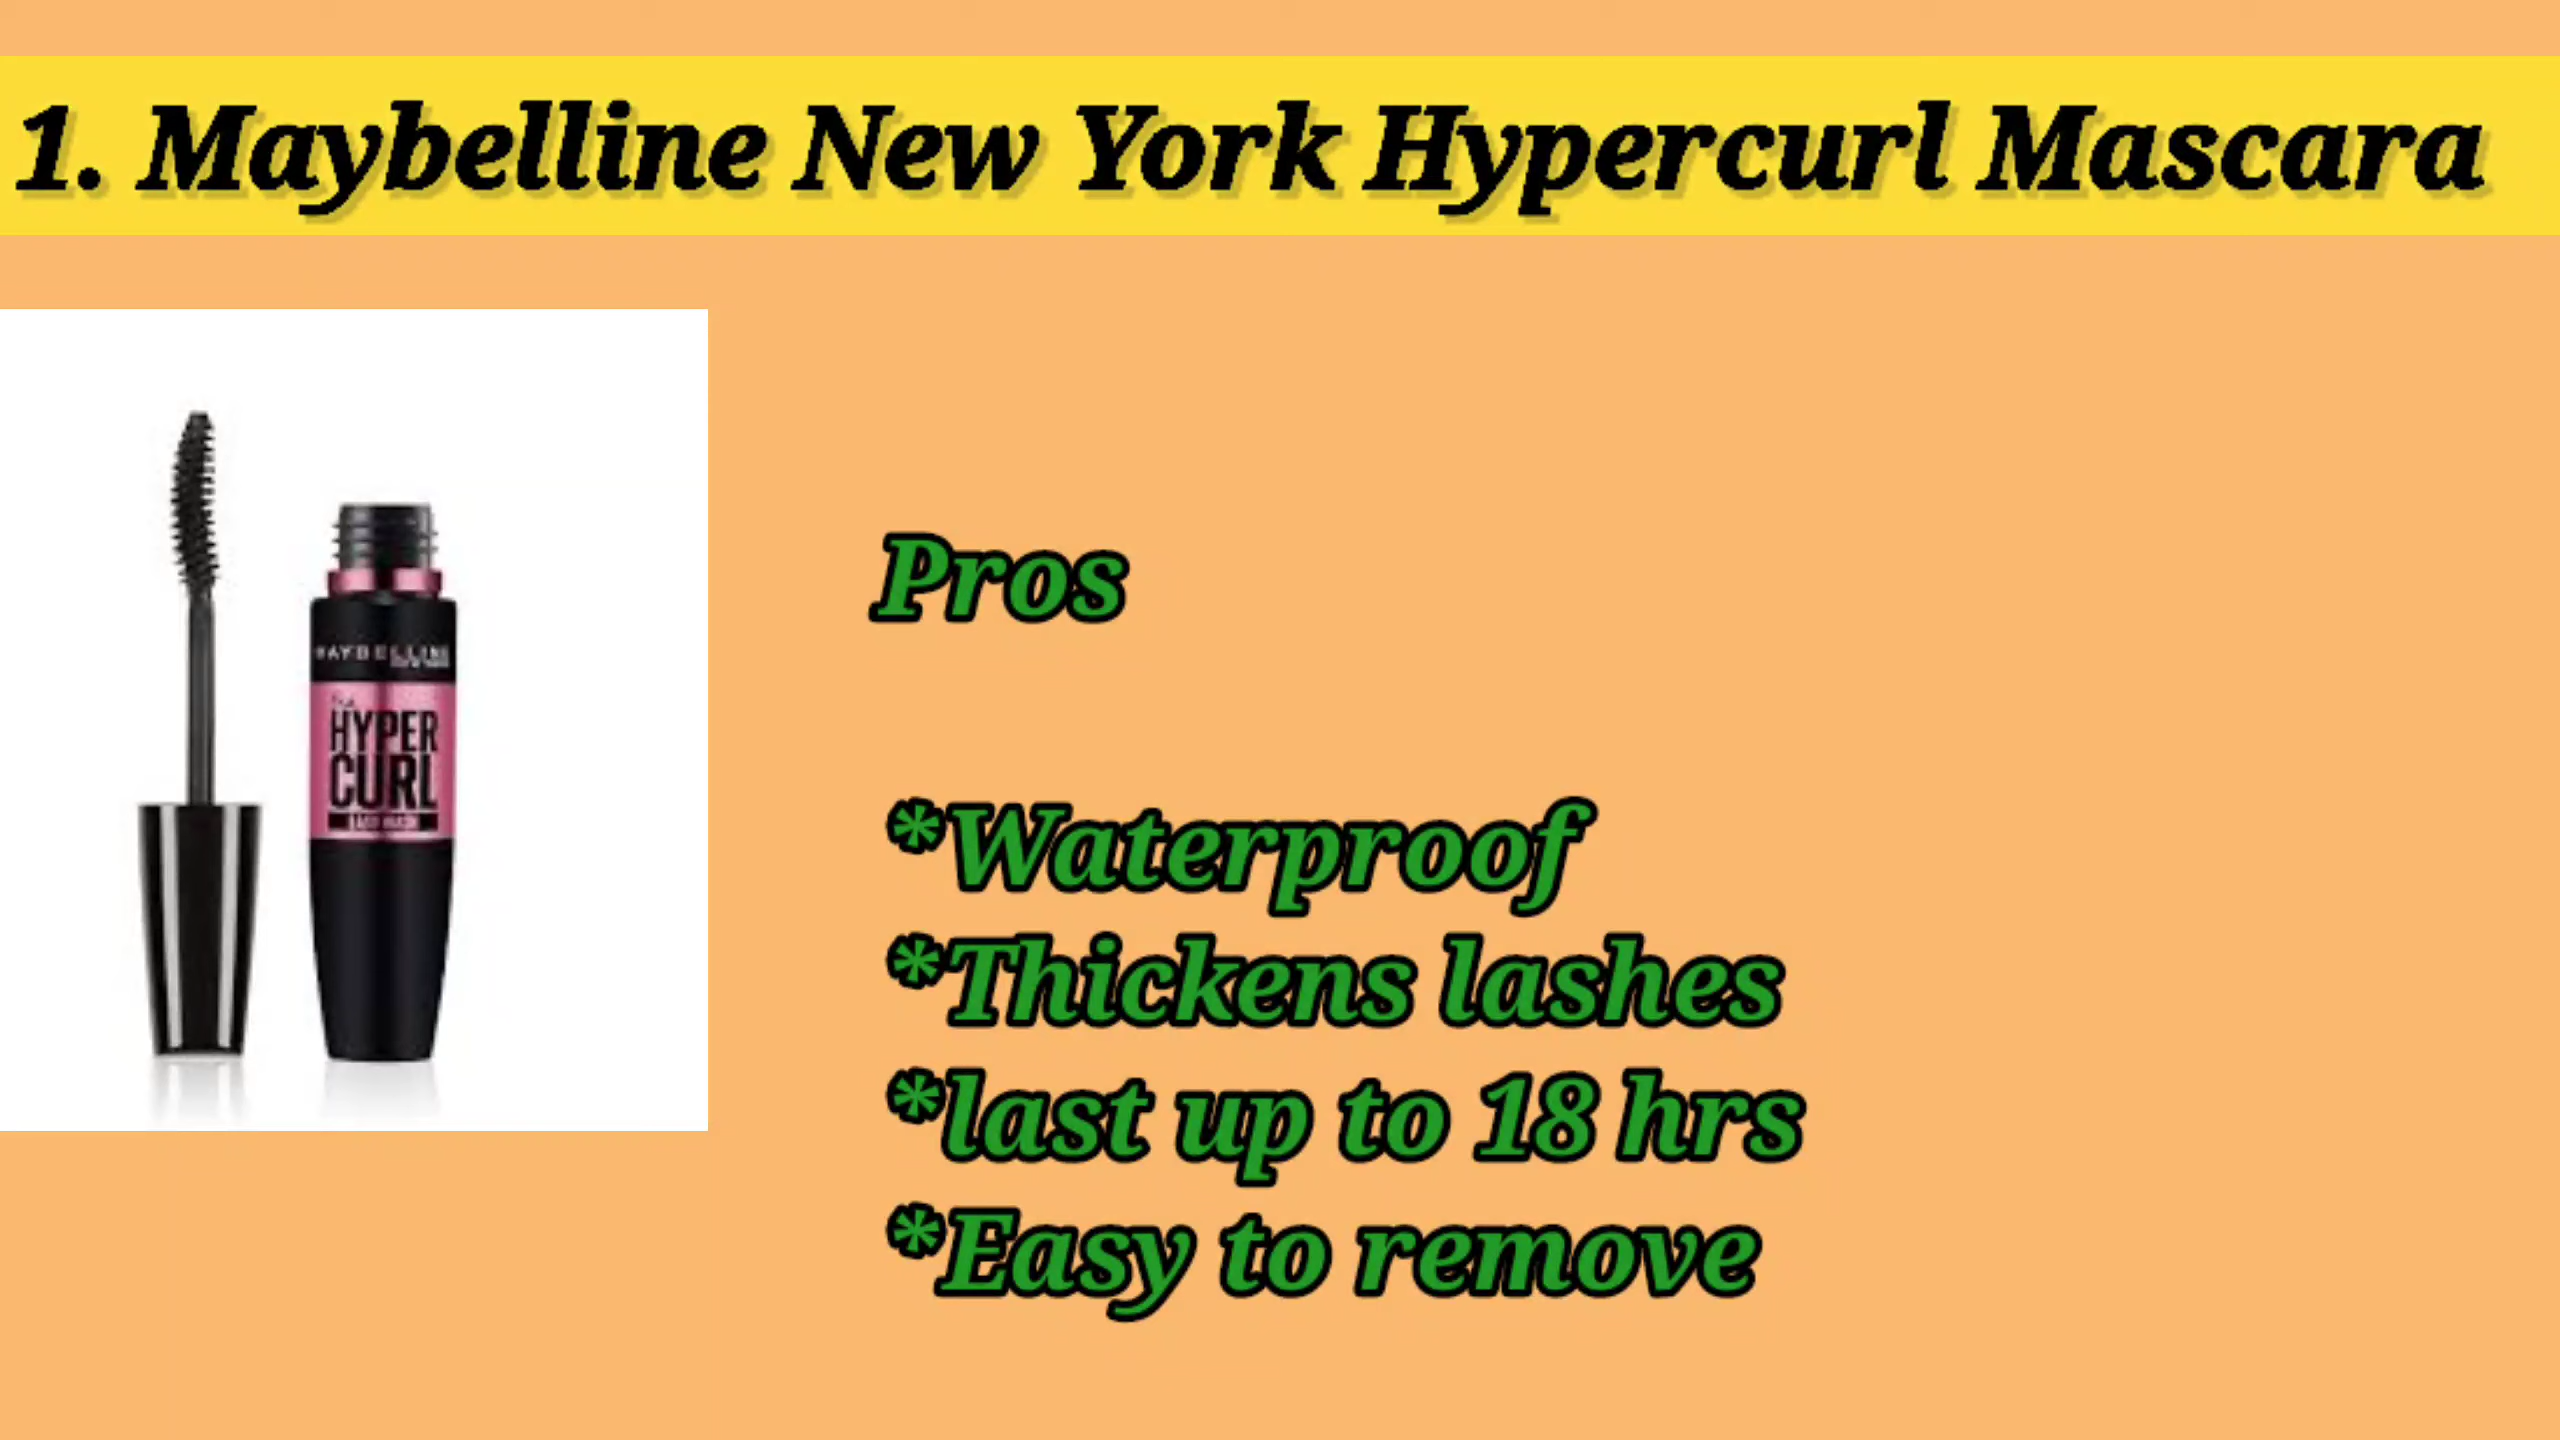 1. Maybelline New York Hypercurl Mascara
MAYBELLINE
HYPER
CURL
Pros
*Waterproof
*Thickens lashes
*last up to 18 hrs
*Easy to remove